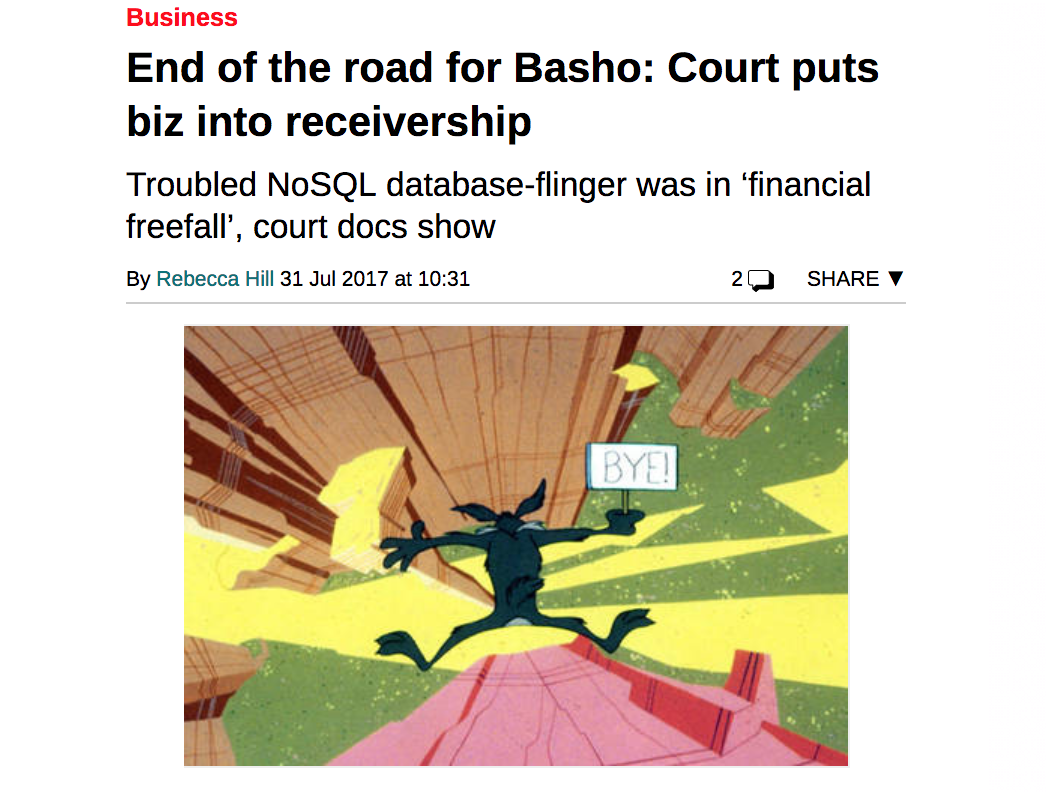 Business
End of the road for Basho: Court puts
biz into receivership
Troubled NoSQL database-flinger was in ‘financial
freefall’, court docs show
By Rebecca Hill 31 Jul 2017 at 10:31
2
SHARE ▼
BYE!